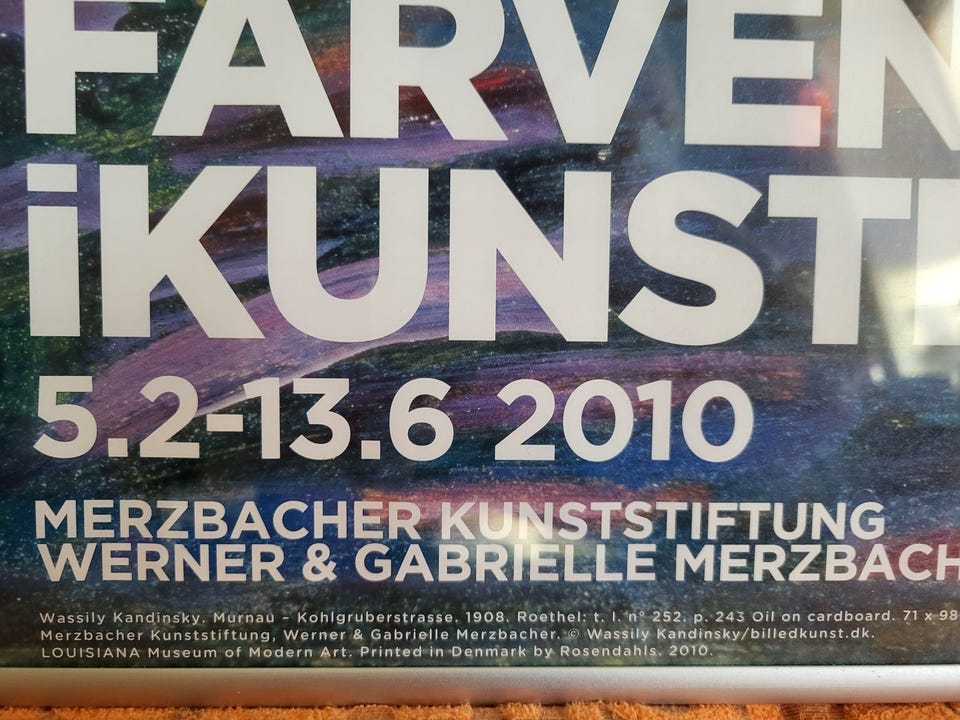 FARVEN
iKUNST
5.2-13.6 2010
MERZBACHER KUNSTSTIFTUNG
WERNER & GABRIELLE MERZBACH
Wassily Kandinsky. Murnau – Kohlgruberstrasse. 1908. Roethel: t. I. n° 252. p. 243 Oil on cardboard. 71 x 98
Merzbacher Kunststiftung, Werner & Gabrielle Merzbacher. © Wassily Kandinsky/billedkunst.dk.
LOUISIANA Museum of Modern Art. Printed in Denmark by Rosendahls. 2010.